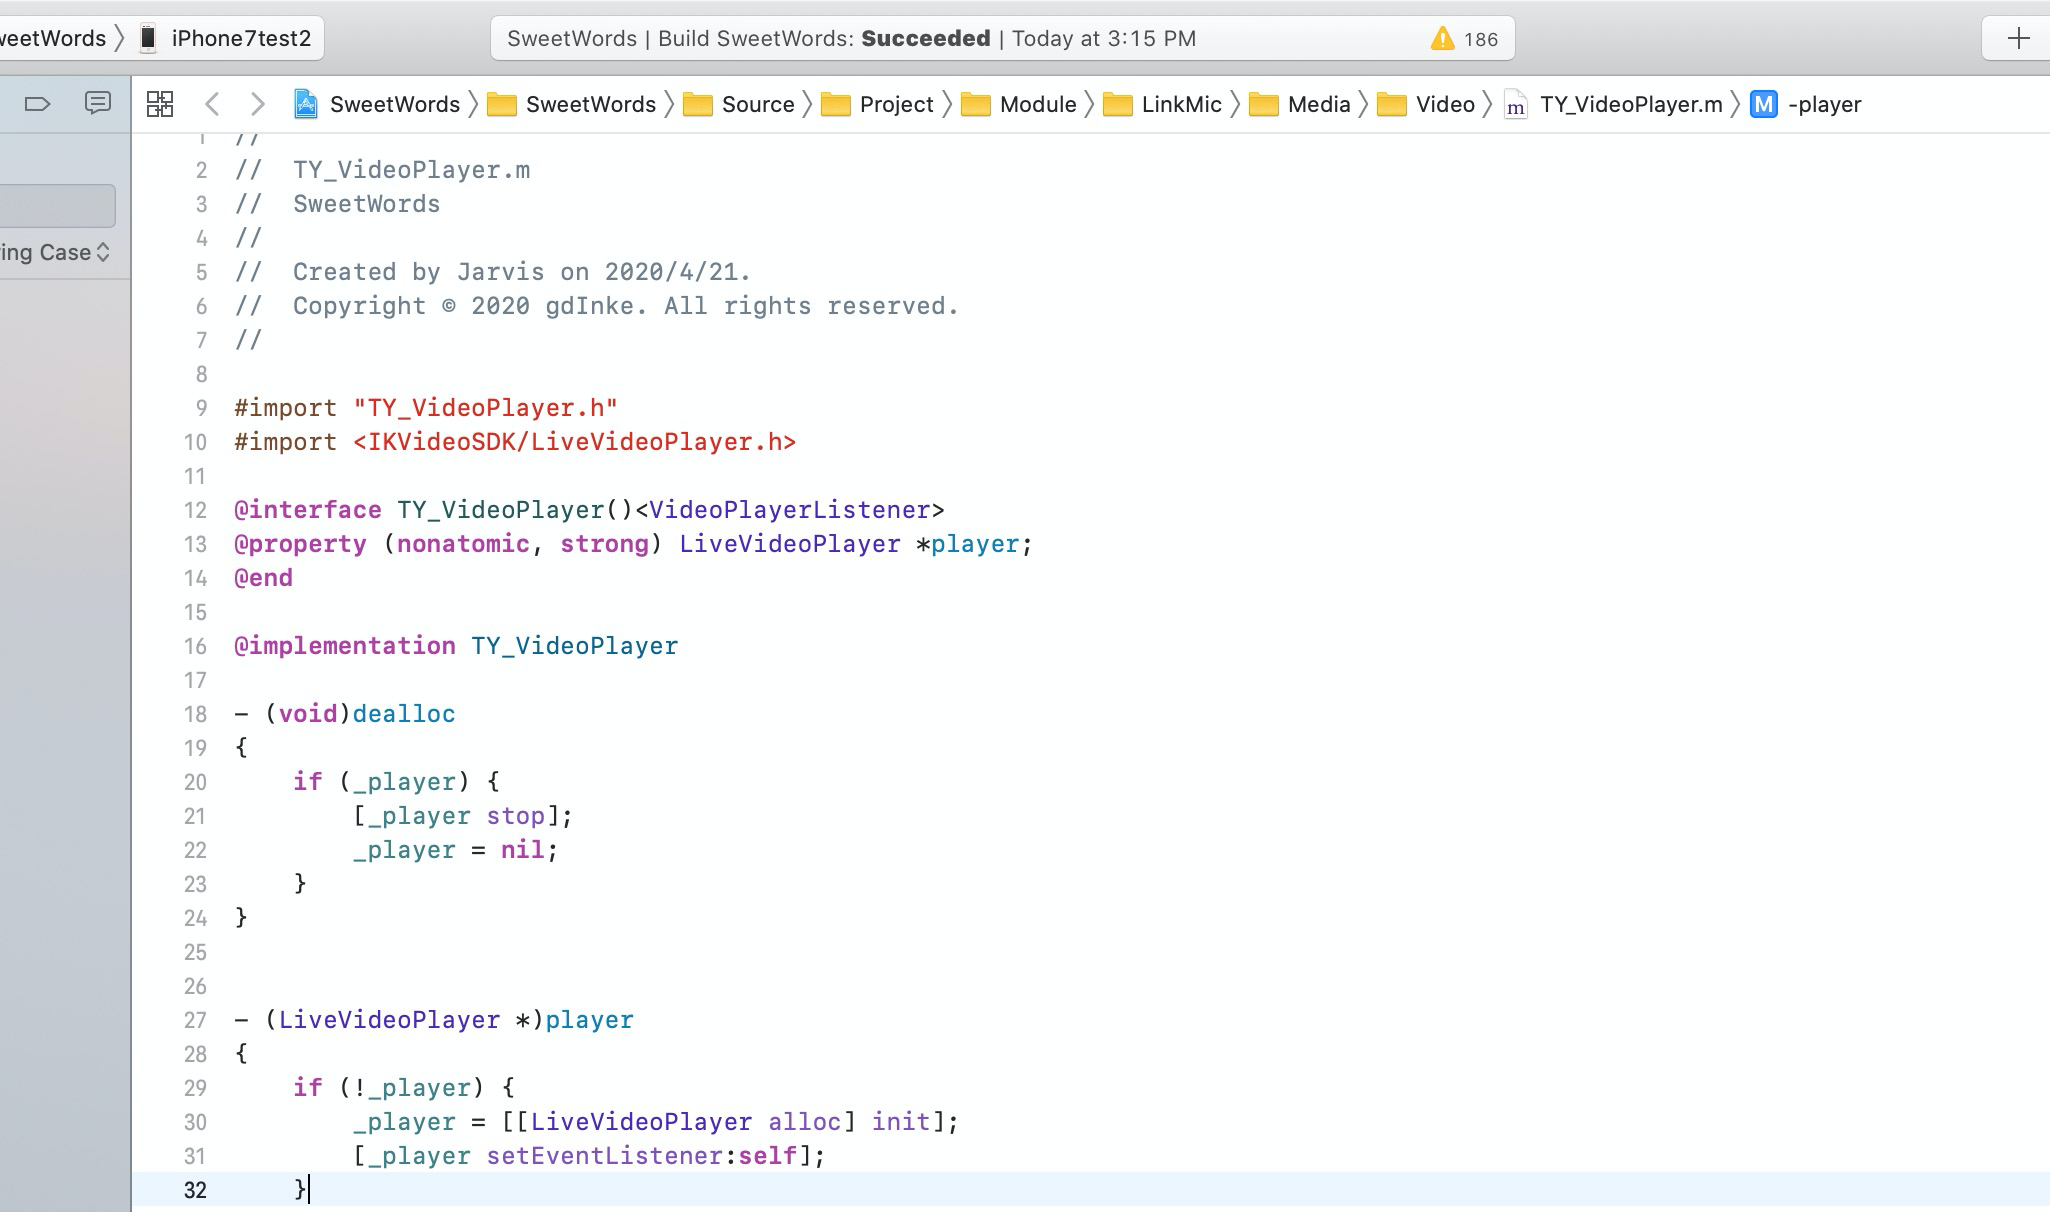 weetWords iPhone7test2
SweetWords | Build SweetWords: Succeeded | Today at 3:15 PM 186
SweetWords SweetWords Source Project Module LinkMic Media Video m TY_VideoPlayer.m M -player
ing Case
1 //
2 //  TY_VideoPlayer.m
3 //  SweetWords
4 //
5 //  Created by Jarvis on 2020/4/21.
6 //  Copyright © 2020 gdInke. All rights reserved.
7 //
8
9 #import "TY_VideoPlayer.h"
10 #import <IKVideoSDK/LiveVideoPlayer.h>
11
12 @interface TY_VideoPlayer()<VideoPlayerListener>
13 @property (nonatomic, strong) LiveVideoPlayer *player;
14 @end
15
16 @implementation TY_VideoPlayer
17
18 - (void)dealloc
19 {
20     if (_player) {
21         [_player stop];
22         _player = nil;
23     }
24 }
25
26
27 - (LiveVideoPlayer *)player
28 {
29     if (!_player) {
30         _player = [[LiveVideoPlayer alloc] init];
31         [_player setEventListener:self];
32     }